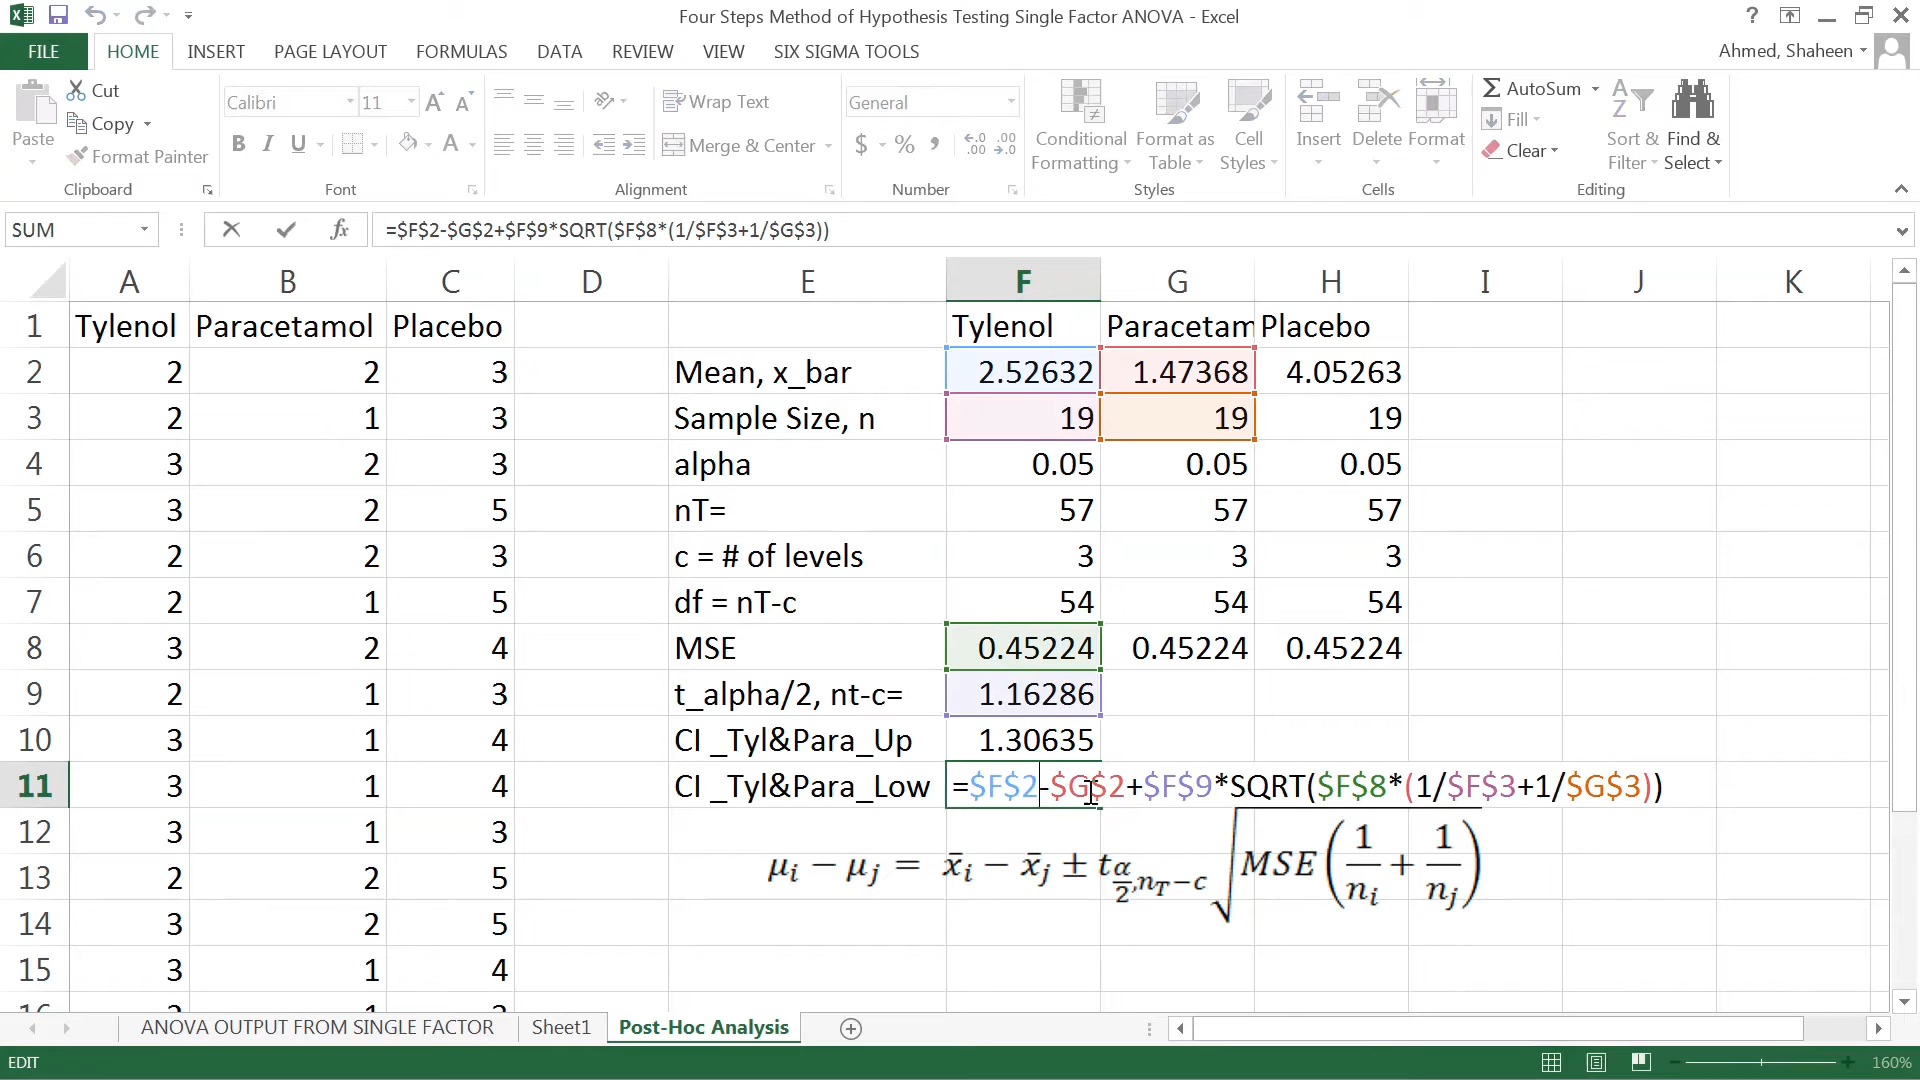 Four Steps Method of Hypothesis Testing Single Factor ANOVA - Excel
?
FILE HOME INSERT PAGE LAYOUT FORMULAS DATA REVIEW VIEW SIX SIGMA TOOLS
Ahmed, Shaheen
Paste
Cut
Copy
Format Painter
Clipboard
Calibri 11
B I U
Font
Wrap Text
Merge & Center
Alignment
General
$ % ,
Number
Conditional Formatting
Format as Table
Cell Styles
Styles
Insert
Delete
Format
Cells
AutoSum
Fill
Clear
Sort & Filter
Find & Select
Editing
SUM
=$F$2-$G$2+$F$9*SQRT($F$8*(1/$F$3+1/$G$3))
A B C D E F G H I J K
1 Tylenol Paracetamol Placebo Tylenol Paracetam Placebo
2 2 2 3 Mean, x_bar 2.52632 1.47368 4.05263
3 2 1 3 Sample Size, n 19 19 19
4 3 2 3 alpha 0.05 0.05 0.05
5 3 2 5 nT= 57 57 57
6 2 2 3 c = # of levels 3 3 3
7 2 1 5 df = nT-c 54 54 54
8 3 2 4 MSE 0.45224 0.45224 0.45224
9 2 1 3 t_alpha/2, nt-c= 1.16286
10 3 1 4 CI _Tyl&Para_Up 1.30635
11 3 1 4 CI _Tyl&Para_Low =$F$2-$G$2+$F$9*SQRT($F$8*(1/$F$3+1/$G$3))
12 3 1 3
13 2 2 5
14 3 2 5
15 3 1 4
μi − μj = x̄i − x̄j ± tα/2,nT−c √MSE(1/ni + 1/nj)
ANOVA OUTPUT FROM SINGLE FACTOR Sheet1 Post-Hoc Analysis
EDIT
160%